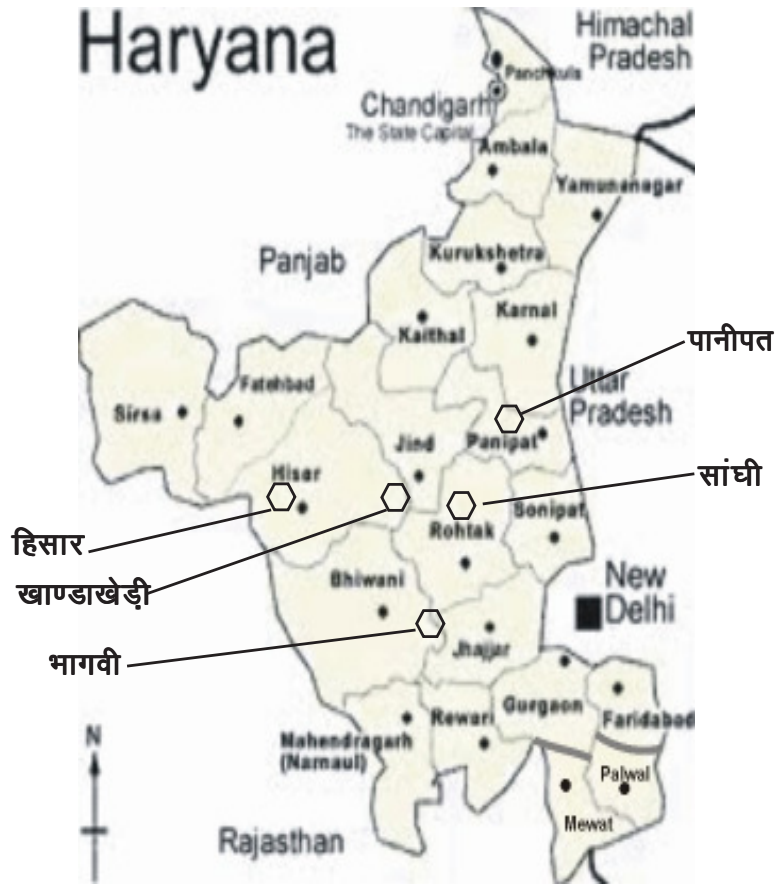 Haryana
Himachal
Pradesh
Panchkula
Chandigarh
The State Capital
Ambala
Yamunanagar
Panjab
Kurukshetra
Karnal
Kaithal
पानीपत
Uttar
Pradesh
Fatehbad
Sirsa
Jind
Panipat
Hisar
सांघी
Sonipat
Rohtak
हिसार
खाण्डाखेड़ी
Bhiwani
New
Delhi
भागवी
Jhajjar
Gurgaon
Faridabad
Rewari
Mahendragarh
(Narnaul)
N
Palwal
Mewat
Rajasthan